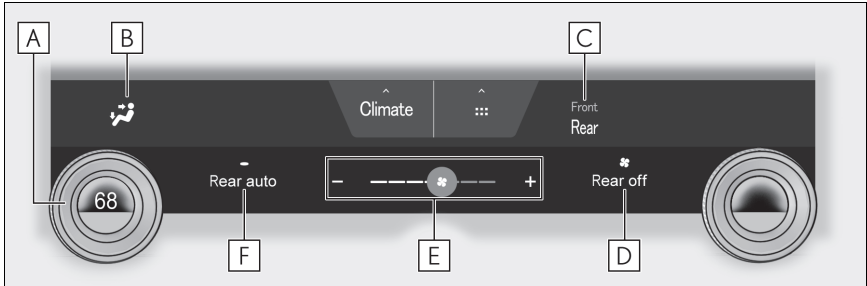 A
B
C
Climate
Front
Rear
68
Rear auto
−
+
Rear off
F
E
D